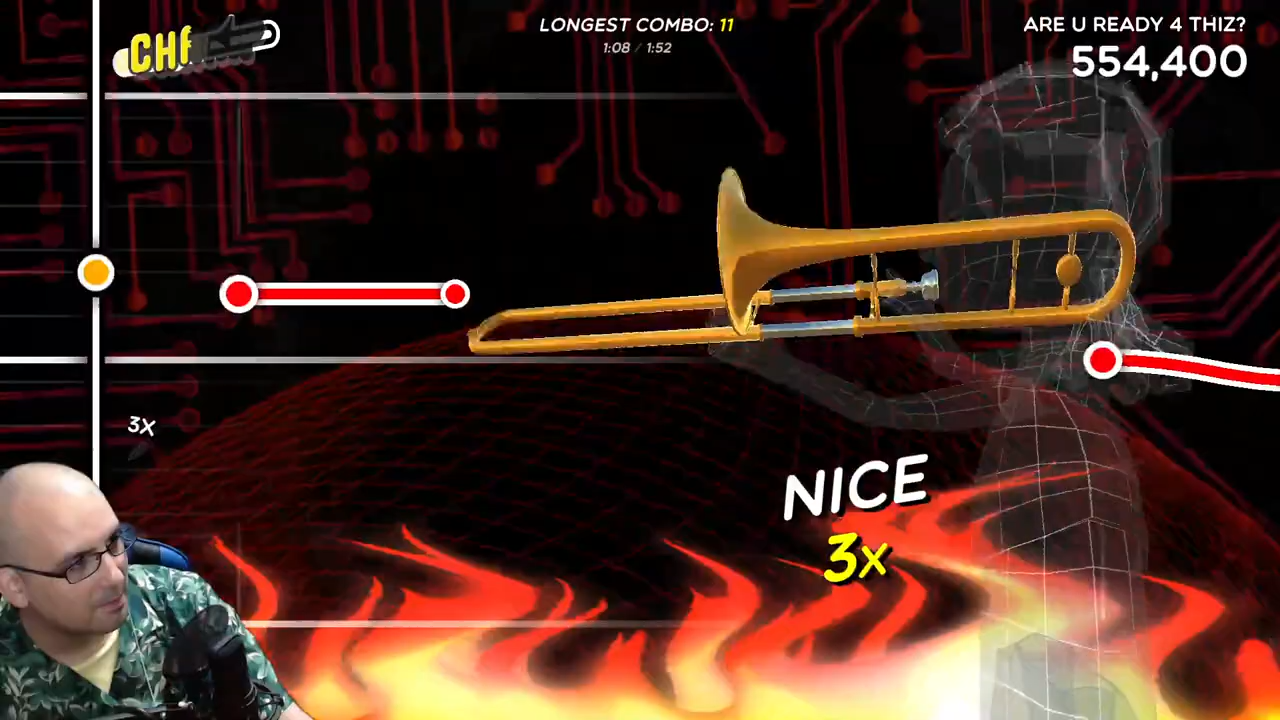 LONGEST COMBO: 11
1:08 / 1:52
ARE U READY 4 THIZ?
554,400
3X
NICE
3x